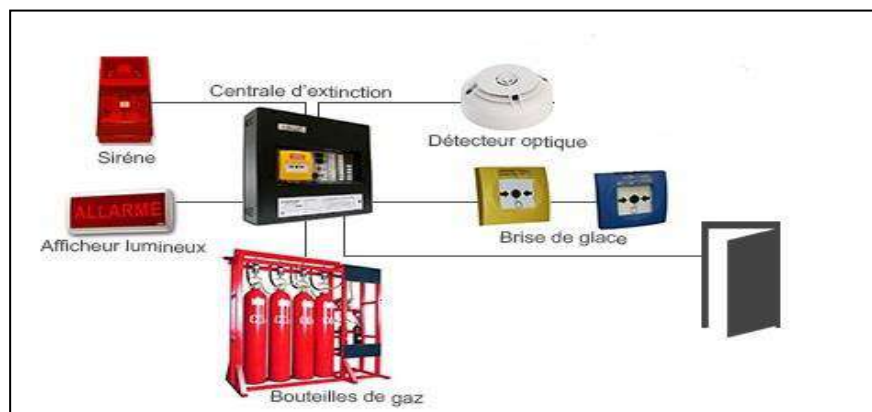 Centrale d'extinction
Siréne
Détecteur optique
ALLARME
Afficheur lumineux
Brise de glace
Bouteilles de gaz